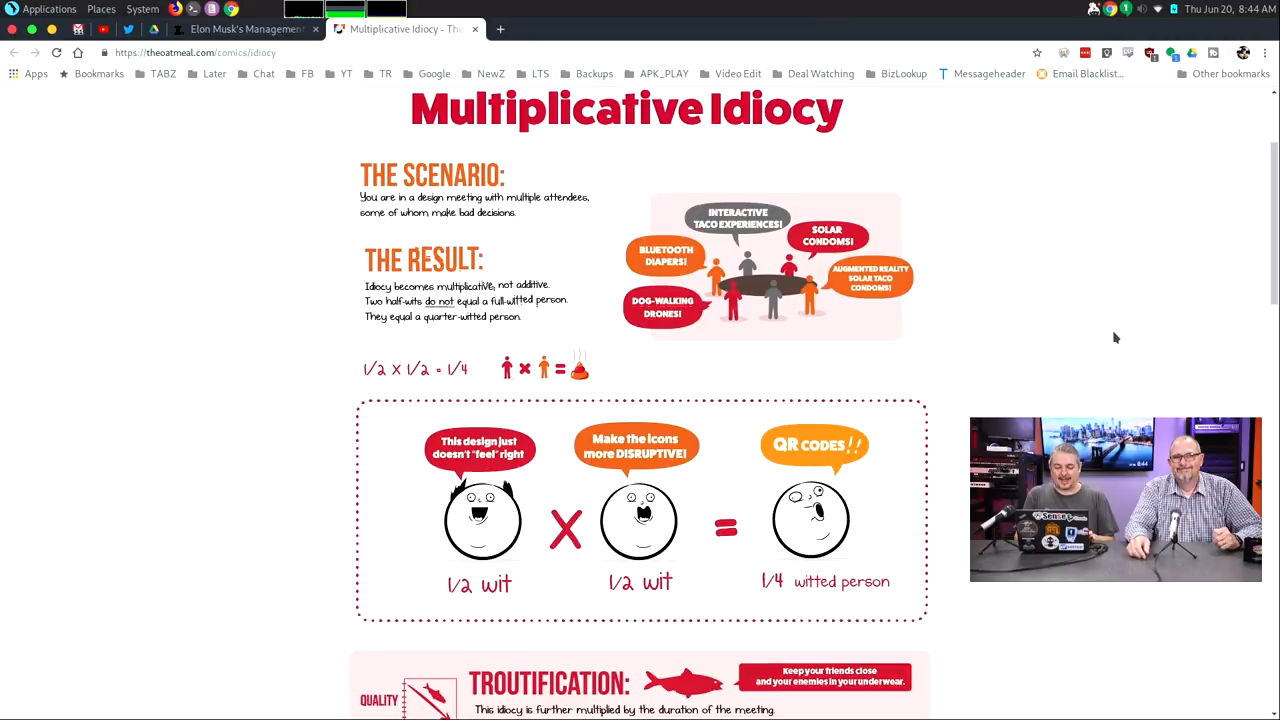 Applications Places System
Thu Jun 20, 8:44 AM
Elon Musk's Management
Multiplicative Idiocy - The
https://theoatmeal.com/comics/idiocy
Apps Bookmarks TABZ Later Chat FB YT TR Google NewZ LTS Backups APK_PLAY Video Edit Deal Watching BizLookup Messageheader Email Blacklist... Other bookmarks
Multiplicative Idiocy
THE SCENARIO:
You are in a design meeting with multiple attendees,
some of whom make bad decisions.
THE RESULT:
Idiocy becomes multiplicative, not additive.
Two half-wits do not equal a full-witted person.
They equal a quarter-witted person.
INTERACTIVE
TACO EXPERIENCES!
SOLAR
CONDOMS!
BLUETOOTH
DIAPERS!
AUGMENTED REALITY
SOLAR TACO
CONDOMS!
DOG-WALKING
DRONES!
1/2 X 1/2 = 1/4
X =
This design just
doesn't "feel" right
Make the icons
more DISRUPTIVE!
QR CODES!!
X =
1/2 wit
1/2 wit
1/4 witted person
TROUTIFICATION:
Keep your friends close
and your enemies in your underwear.
QUALITY
This idiocy is further multiplied by the duration of the meeting.